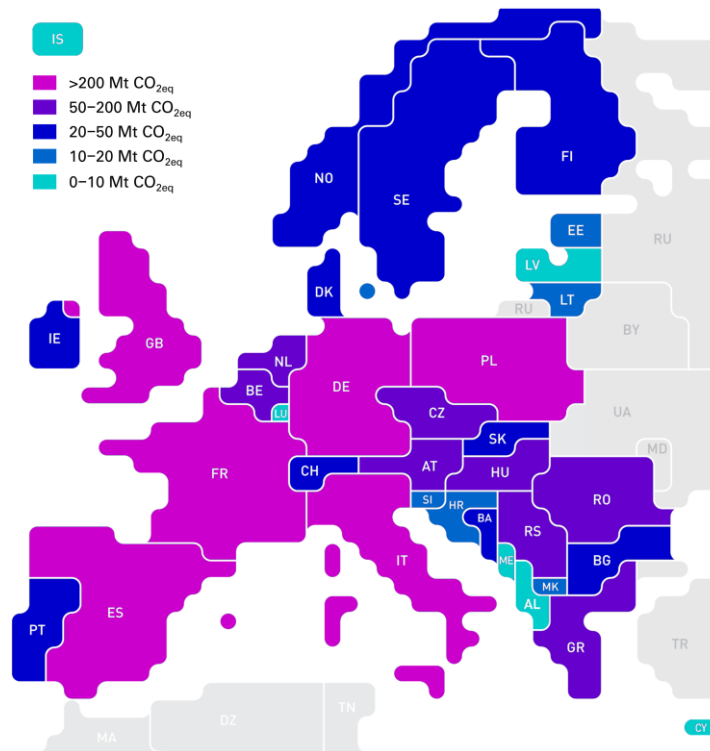 IS
>200 Mt CO2eq
50–200 Mt CO2eq
20–50 Mt CO2eq
10–20 Mt CO2eq
0–10 Mt CO2eq
NO
SE
FI
EE
RU
LV
LT
RU
BY
DK
IE
GB
NL
BE
LU
DE
PL
UA
MD
CZ
SK
FR
CH
AT
HU
RO
SI
HR
BA
RS
IT
ME
MK
BG
AL
GR
ES
PT
TR
MA
DZ
TN
CY